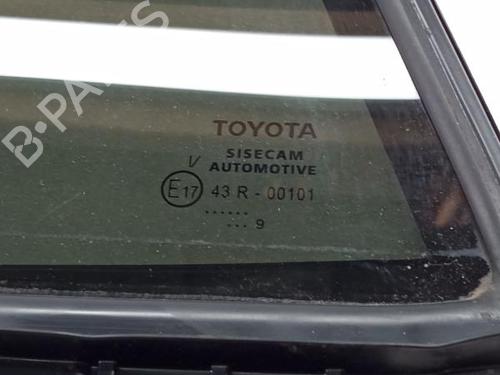 B-PARTS
TOYOTA
SISECAM
V AUTOMOTIVE
E17 43 R - 00101
......
... 9